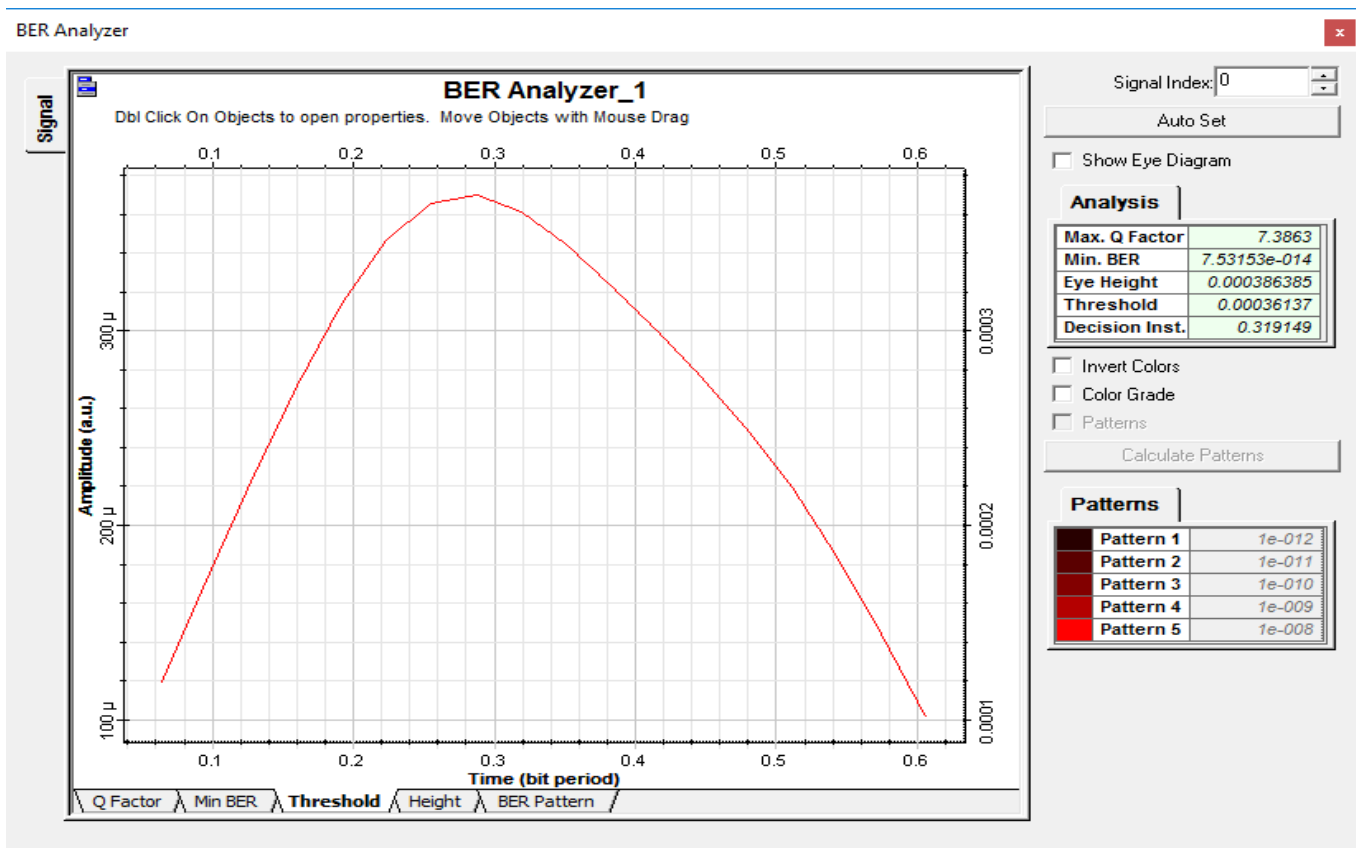 BER Analyzer
x
Signal
BER Analyzer_1
Dbl Click On Objects to open properties. Move Objects with Mouse Drag
0.1 0.2 0.3 0.4 0.5 0.6
Amplitude (a.u.)
300 µ
200 µ
100 µ
0.0003
0.0002
0.0001
0.1 0.2 0.3 0.4 0.5 0.6
Time (bit period)
Q Factor Min BER Threshold Height BER Pattern
Signal Index: 0
Auto Set
Show Eye Diagram
Analysis
Max. Q Factor 7.3863
Min. BER 7.53153e-014
Eye Height 0.000386385
Threshold 0.00036137
Decision Inst. 0.319149
Invert Colors
Color Grade
Patterns
Calculate Patterns
Patterns
Pattern 1 1e-012
Pattern 2 1e-011
Pattern 3 1e-010
Pattern 4 1e-009
Pattern 5 1e-008